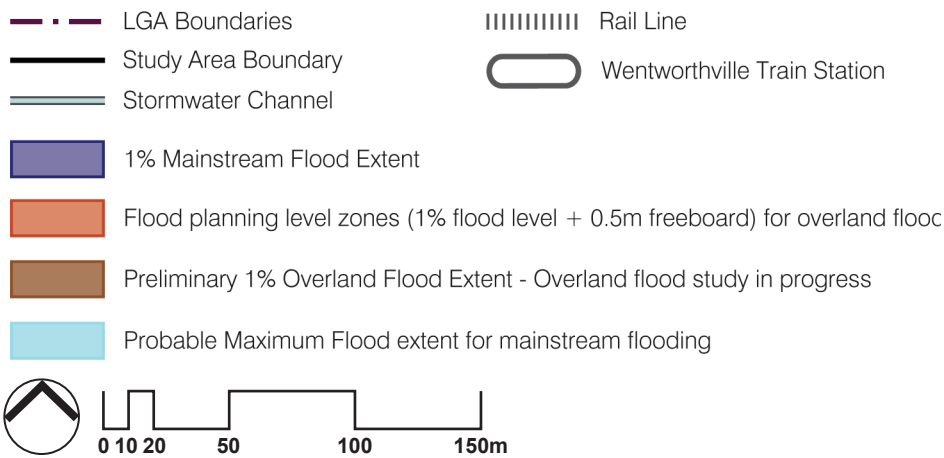 LGA Boundaries
Study Area Boundary
Stormwater Channel
Rail Line
Wentworthville Train Station
1% Mainstream Flood Extent
Flood planning level zones (1% flood level + 0.5m freeboard) for overland flood
Preliminary 1% Overland Flood Extent - Overland flood study in progress
Probable Maximum Flood extent for mainstream flooding
0 10 20 50 100 150m